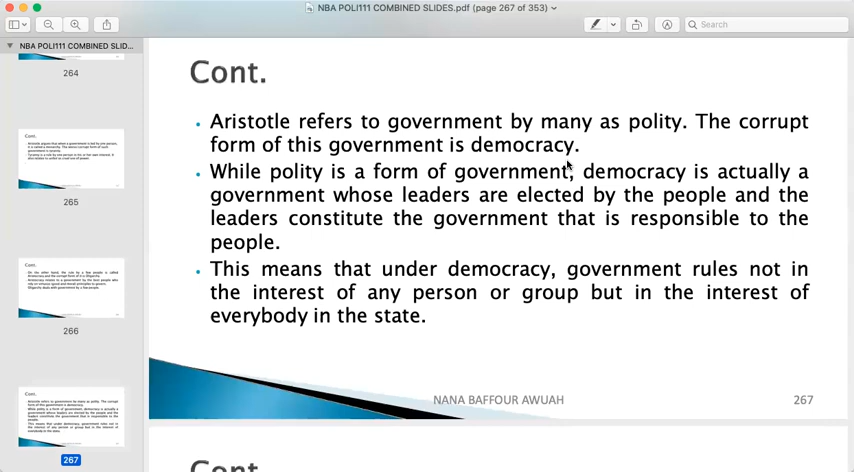 NBA POLI111 COMBINED SLIDES.pdf (page 267 of 353)
Search
NBA POLI111 COMBINED SLID...
264
Cont.
265
Cont.
266
Cont.
267
Cont.
Aristotle refers to government by many as polity. The corrupt
form of this government is democracy.
While polity is a form of government, democracy is actually a
government whose leaders are elected by the people and the
leaders constitute the government that is responsible to the
people.
This means that under democracy, government rules not in
the interest of any person or group but in the interest of
everybody in the state.
NANA BAFFOUR AWUAH
267
Cont